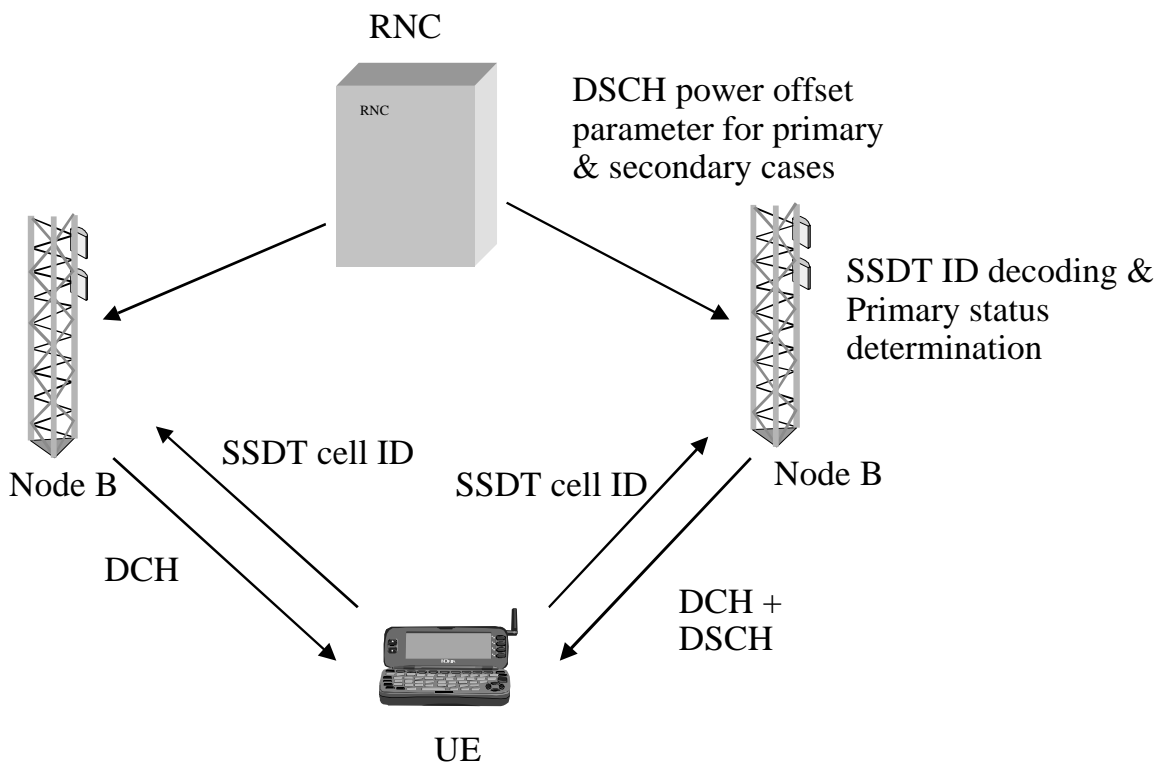 RNC
RNC
DSCH power offset
parameter for primary
& secondary cases
SSDT ID decoding &
Primary status
determination
SSDT cell ID
SSDT cell ID
Node B
Node B
DCH
DCH +
DSCH
UE